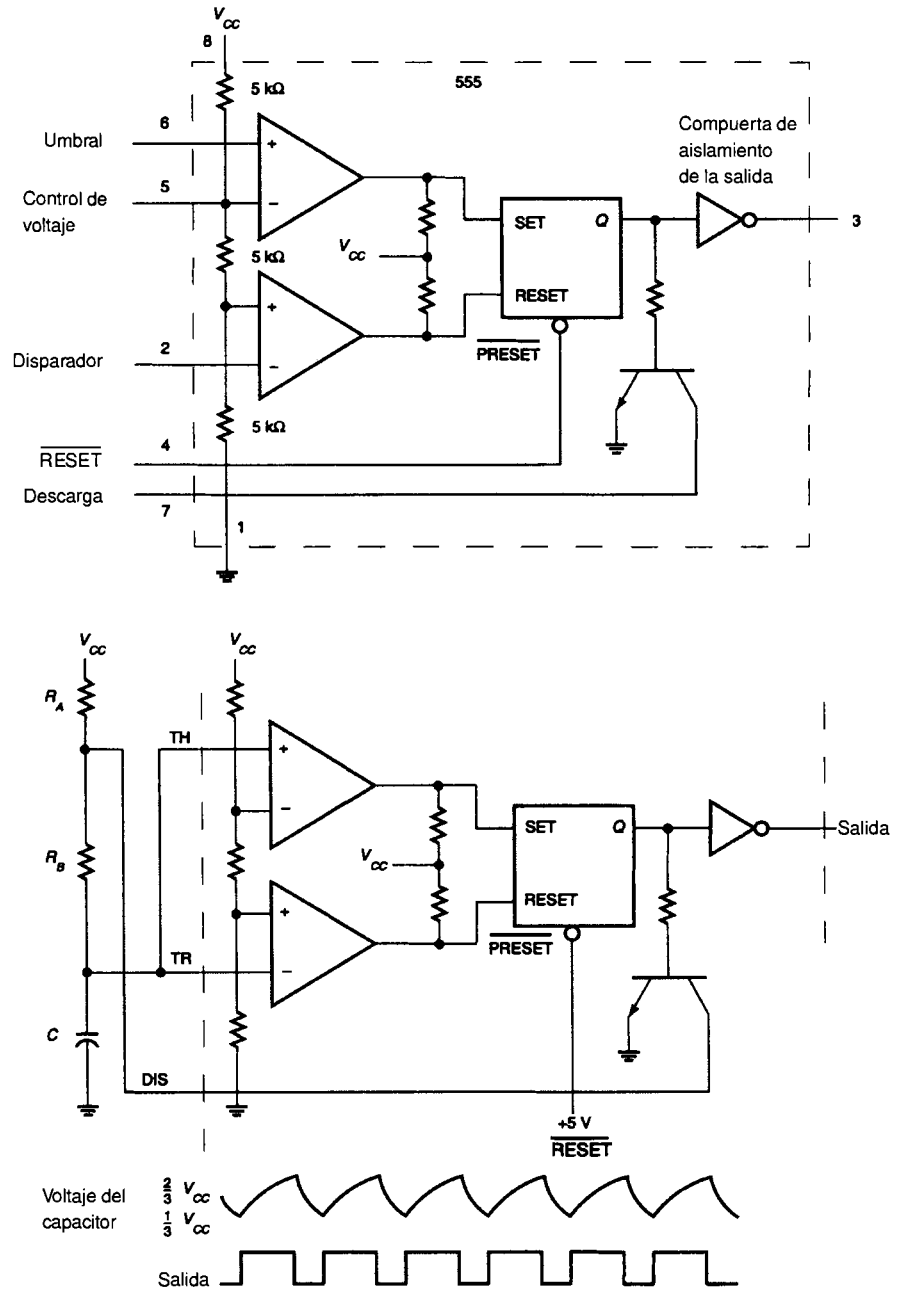 V_CC
8
555
5 kΩ
Umbral
6
+
Compuerta de
aislamiento
de la salida
Control de
voltaje
5
−
SET
Q
3
5 kΩ
V_CC
RESET
+
Disparador
2
−
PRESET
5 kΩ
RESET
4
Descarga
7
1
V_CC
V_CC
R_A
TH
+
−
SET
Q
Salida
R_B
V_CC
RESET
+
PRESET
TR
−
C
DIS
+5 V
RESET
Voltaje del
capacitor
2/3 V_CC
1/3 V_CC
Salida